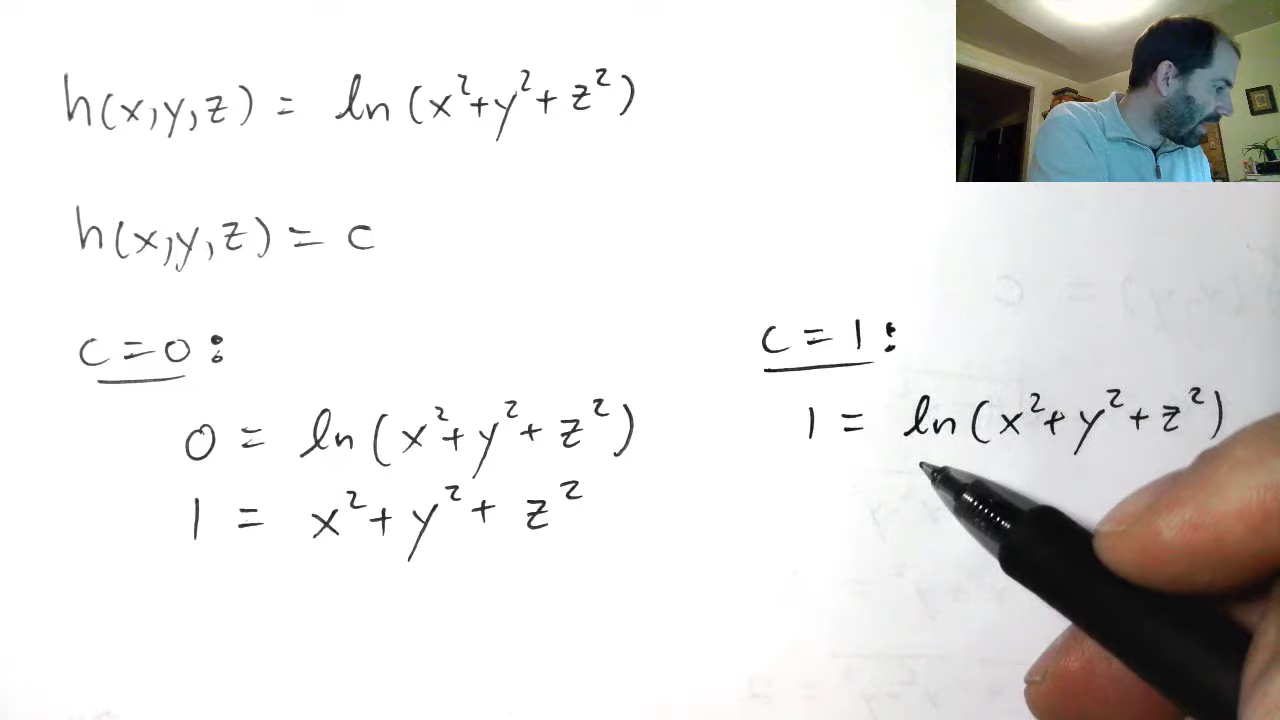 h(x,y,z) = ln(x²+y²+z²)
h(x,y,z) = c
c=0:
0 = ln(x²+y²+z²)
1 = x²+y²+z²
c=1:
1 = ln(x²+y²+z²)